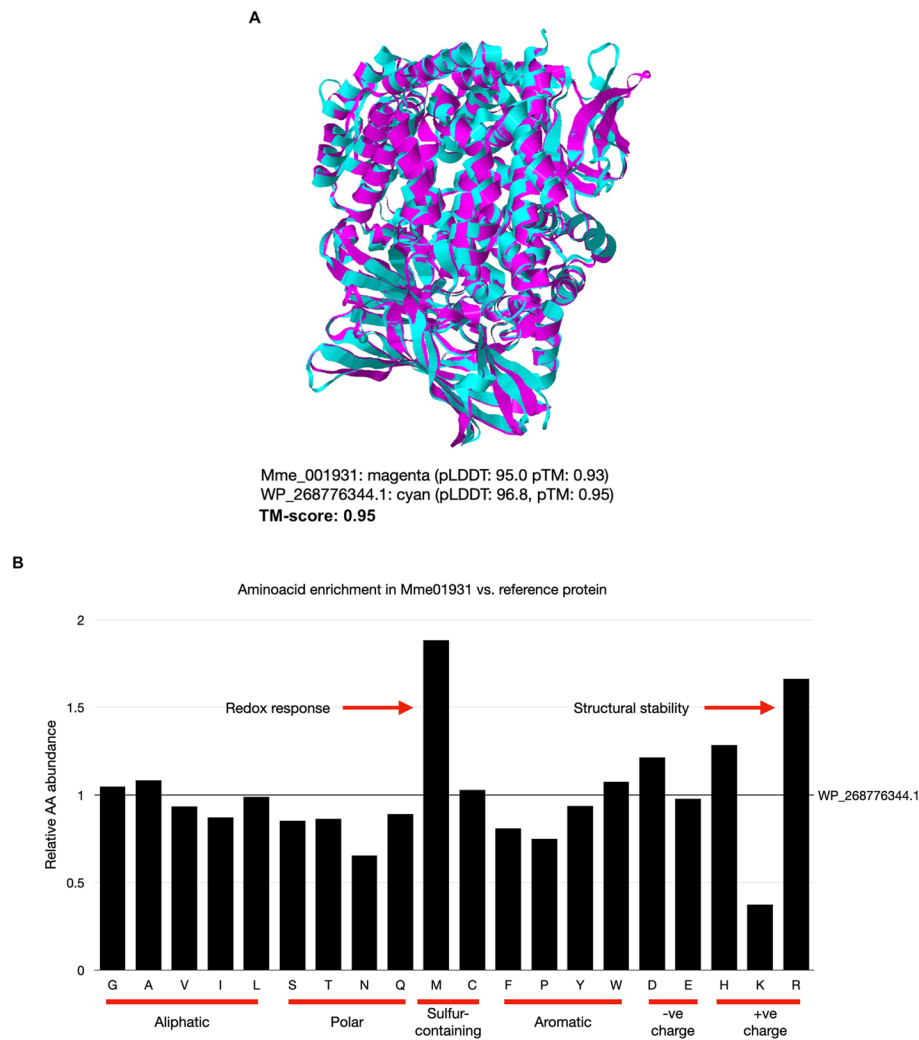 A
Mme_001931: magenta (pLDDT: 95.0 pTM: 0.93)
WP_268776344.1: cyan (pLDDT: 96.8, pTM: 0.95)
TM-score: 0.95
B
Aminoacid enrichment in Mme01931 vs. reference protein
Relative AA abundance
2
1.5
1
0.5
0
Redox response
Structural stability
WP_268776344.1
G A V I L S T N Q M C F P Y W D E H K R
Aliphatic
Polar
Sulfur-
containing
Aromatic
-ve
charge
+ve
charge